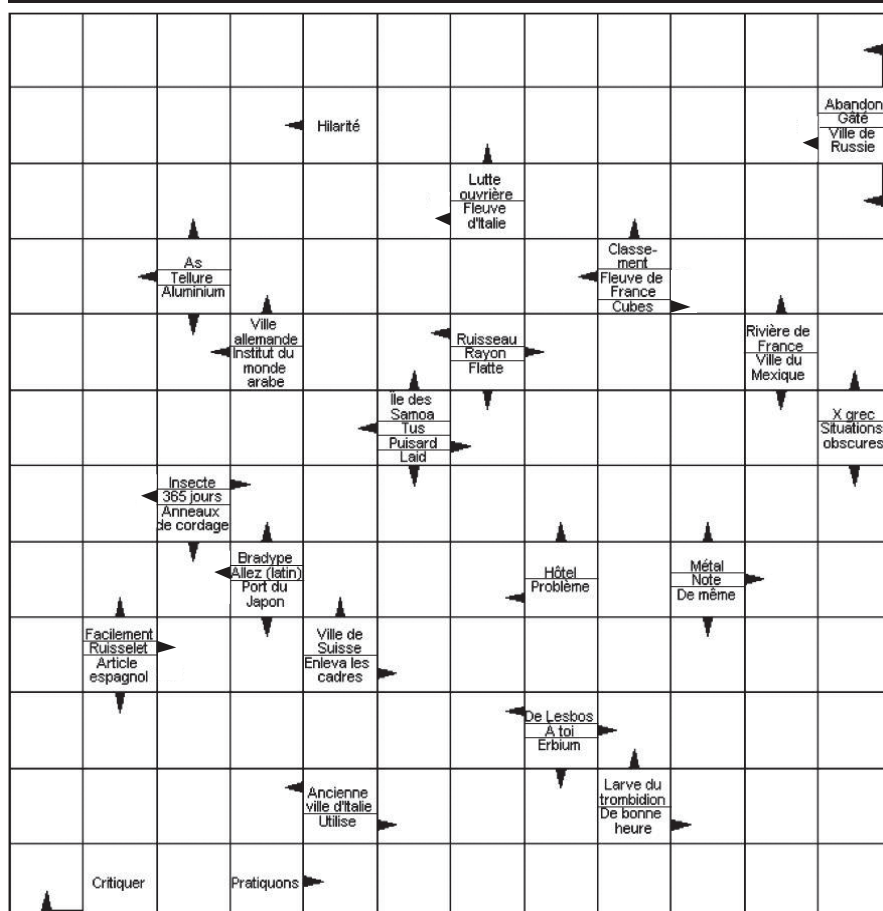 Hilarité
Abandon
Gâté
Ville de
Russie
Lutte
ouvrière
Fleuve
d'Italie
As
Tellure
Aluminium
Classe-
ment
Fleuve de
France
Cubes
Ville
allemande
Institut du
monde
arabe
Ruisseau
Rayon
Flatte
Rivière de
France
Ville du
Mexique
Île des
Samoa
Tus
Puisard
Laid
X grec
Situations
obscures
Insecte
365 jours
Anneaux
de cordage
Bradype
Allez (latin)
Port du
Japon
Hôtel
Problème
Métal
Note
De même
Facilement
Ruisselet
Article
espagnol
Ville de
Suisse
Enleva les
cadres
De Lesbos
À toi
Erbium
Ancienne
ville d'Italie
Utilise
Larve du
trombidion
De bonne
heure
Critiquer
Pratiquons